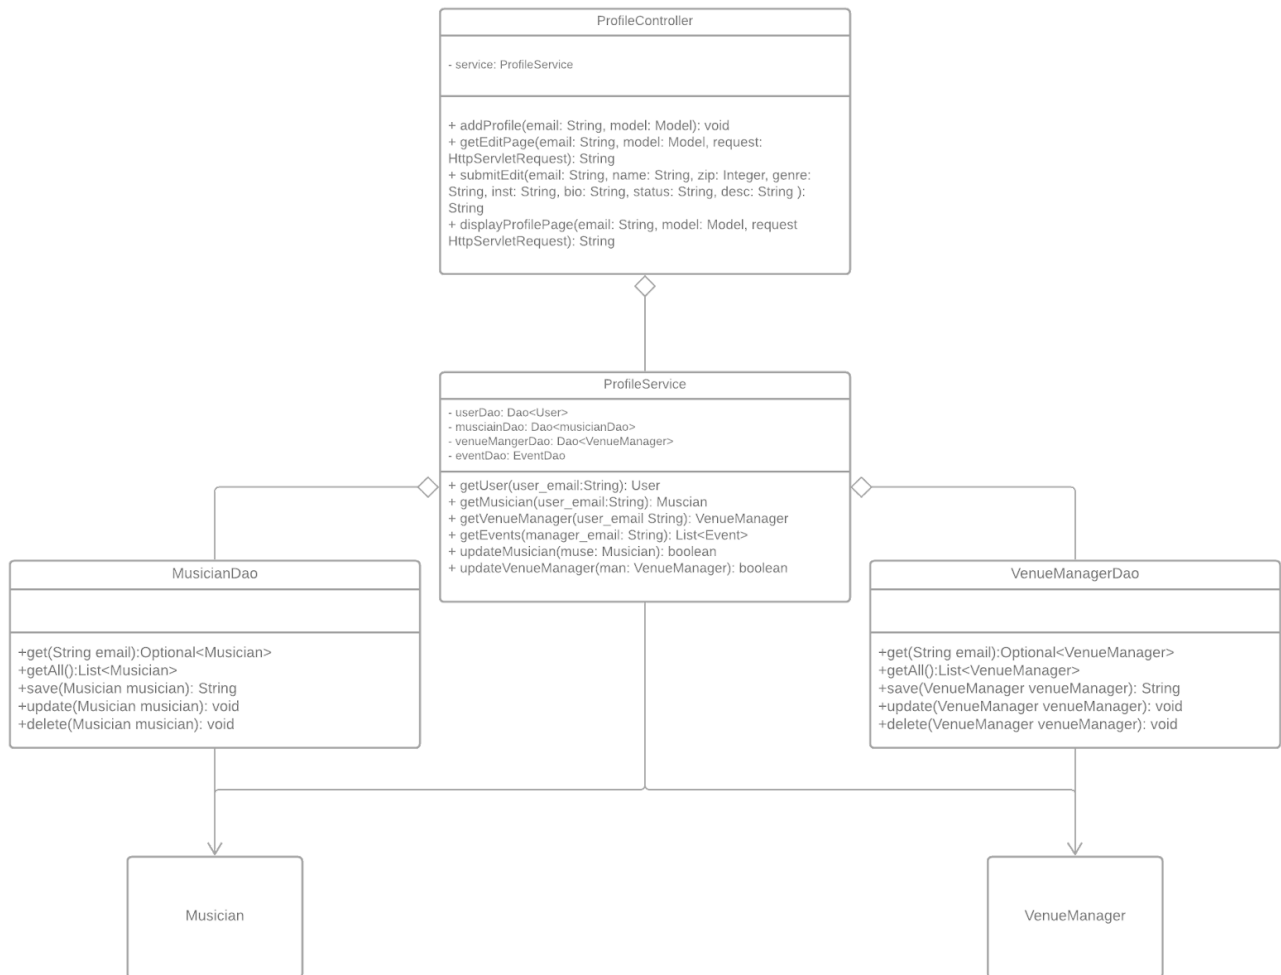 ProfileController
- service: ProfileService
+ addProfile(email: String, model: Model): void
+ getEditPage(email: String, model: Model, request:
HttpServletRequest): String
+ submitEdit(email: String, name: String, zip: Integer, genre:
String, inst: String, bio: String, status: String, desc: String ):
String
+ displayProfilePage(email: String, model: Model, request
HttpServletRequest): String
ProfileService
- userDao: Dao<User>
- musciainDao: Dao<musicianDao>
- venueMangerDao: Dao<VenueManager>
- eventDao: EventDao
+ getUser(user_email:String): User
+ getMusician(user_email:String): Muscian
+ getVenueManager(user_email String): VenueManager
+ getEvents(manager_email: String): List<Event>
+ updateMusician(muse: Musician): boolean
+ updateVenueManager(man: VenueManager): boolean
MusicianDao
+get(String email):Optional<Musician>
+getAll():List<Musician>
+save(Musician musician): String
+update(Musician musician): void
+delete(Musician musician): void
VenueManagerDao
+get(String email):Optional<VenueManager>
+getAll():List<VenueManager>
+save(VenueManager venueManager): String
+update(VenueManager venueManager): void
+delete(VenueManager venueManager): void
Musician
VenueManager